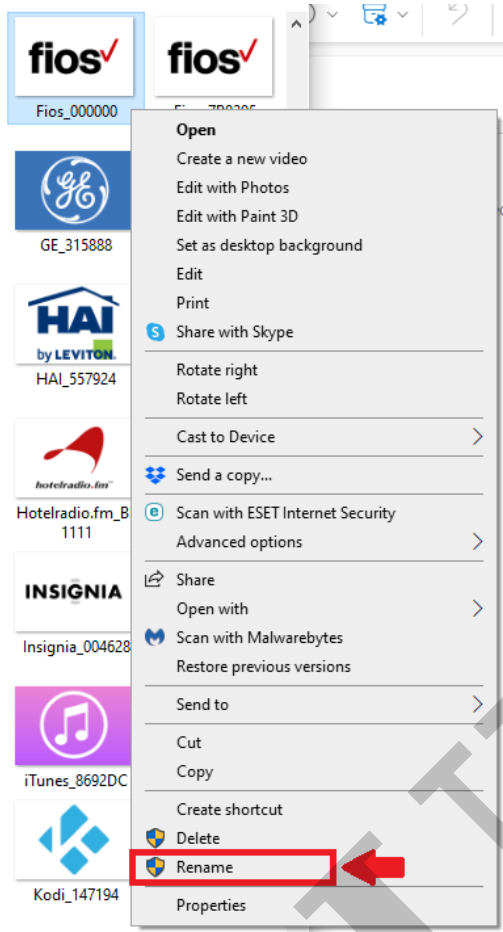 fios
fios
Fios_000000
Open
Create a new video
Edit with Photos
GE
Edit with Paint 3D
GE_315888
Set as desktop background
Edit
Print
HAI
by LEVITON.
Share with Skype
HAI_557924
Rotate right
Rotate left
Cast to Device
hotelradio.fm
Send a copy...
Hotelradio.fm_B
1111
Scan with ESET Internet Security
Advanced options
INSIGNIA
Share
Open with
Insignia_004628
Scan with Malwarebytes
Restore previous versions
Send to
Cut
iTunes_8692DC
Copy
Create shortcut
Delete
Rename
Kodi_147194
Properties